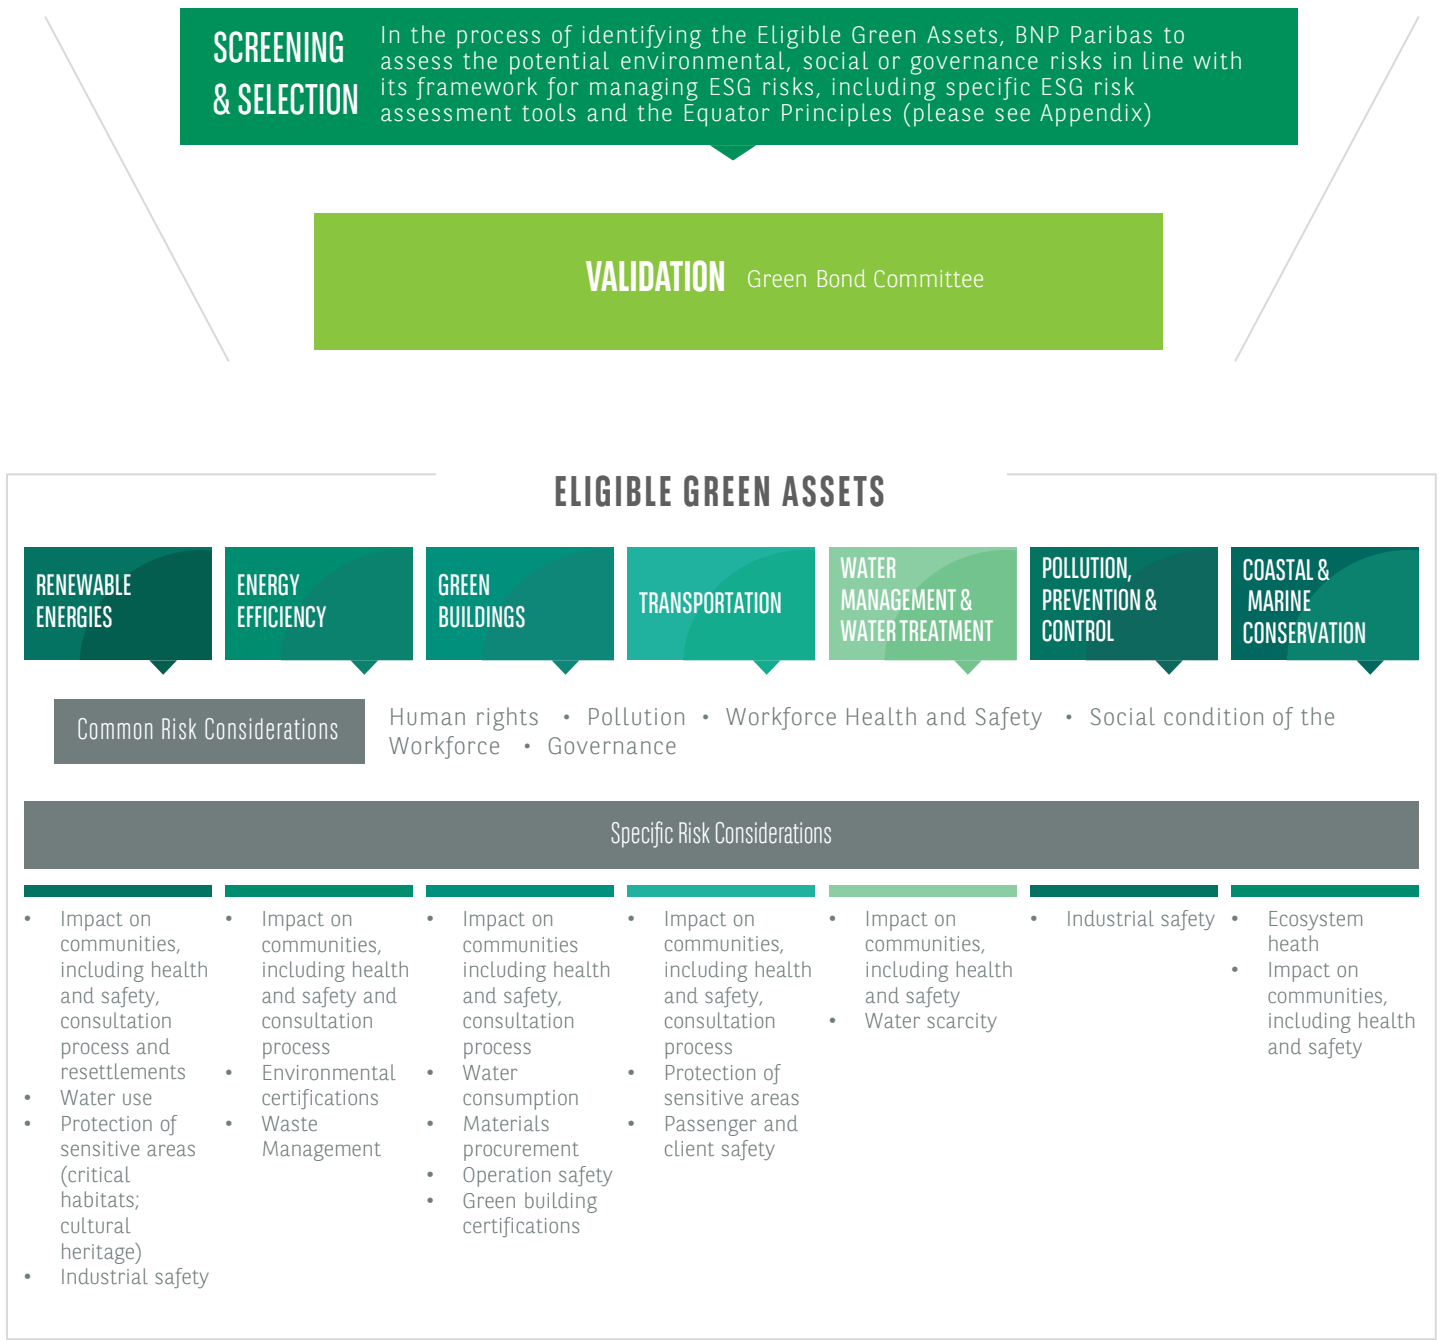 SCREENING
& SELECTION
In the process of identifying the Eligible Green Assets, BNP Paribas to
assess the potential environmental, social or governance risks in line with
its framework for managing ESG risks, including specific ESG risk
assessment tools and the Equator Principles (please see Appendix)
VALIDATION Green Bond Committee
ELIGIBLE GREEN ASSETS
RENEWABLE
ENERGIES
ENERGY
EFFICIENCY
GREEN
BUILDINGS
TRANSPORTATION
WATER
MANAGEMENT &
WATER TREATMENT
POLLUTION,
PREVENTION &
CONTROL
COASTAL &
MARINE
CONSERVATION
Common Risk Considerations
Human rights • Pollution • Workforce Health and Safety • Social condition of the
Workforce • Governance
Specific Risk Considerations
• Impact on
communities,
including health
and safety,
consultation
process and
resettlements
• Water use
• Protection of
sensitive areas
(critical
habitats;
cultural
heritage)
• Industrial safety
• Impact on
communities,
including health
and safety and
consultation
process
• Environmental
certifications
• Waste
Management
• Impact on
communities
including health
and safety,
consultation
process
• Water
consumption
• Materials
procurement
• Operation safety
• Green building
certifications
• Impact on
communities,
including health
and safety,
consultation
process
• Protection of
sensitive areas
• Passenger and
client safety
• Impact on
communities,
including health
and safety
• Water scarcity
• Industrial safety
• Ecosystem
heath
• Impact on
communities,
including health
and safety